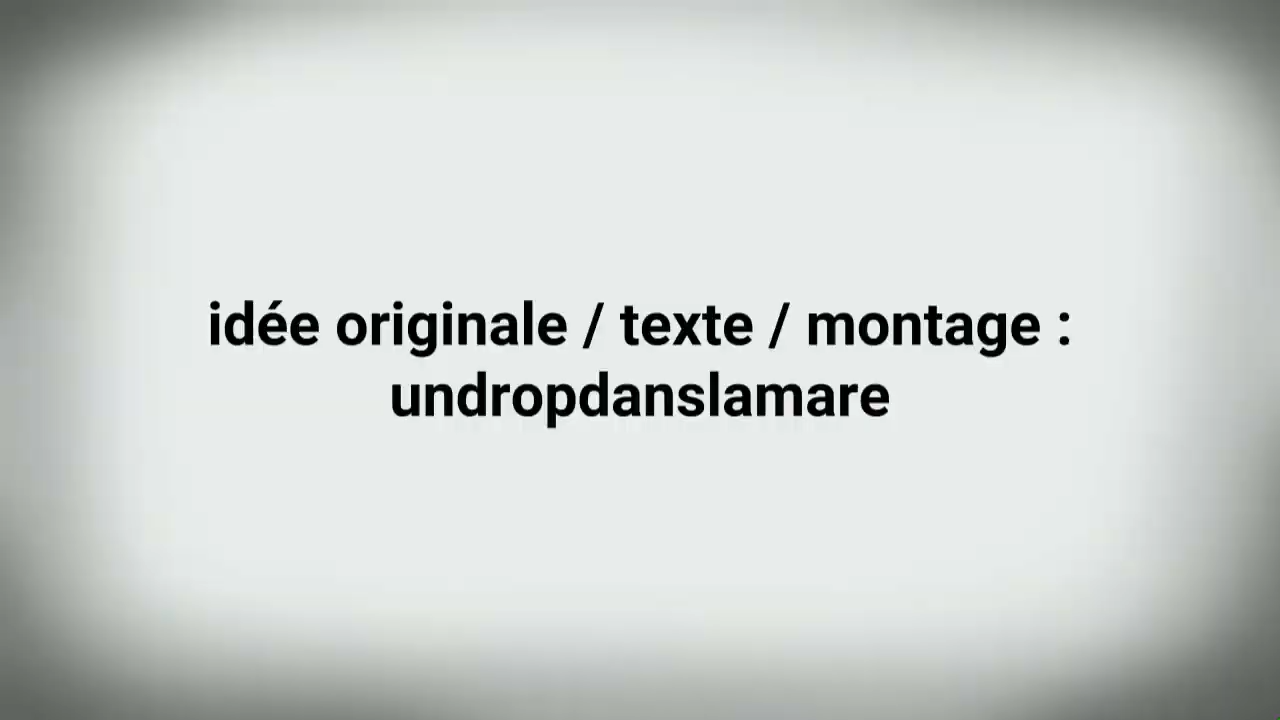 idée originale / texte / montage :
undropdanslamare